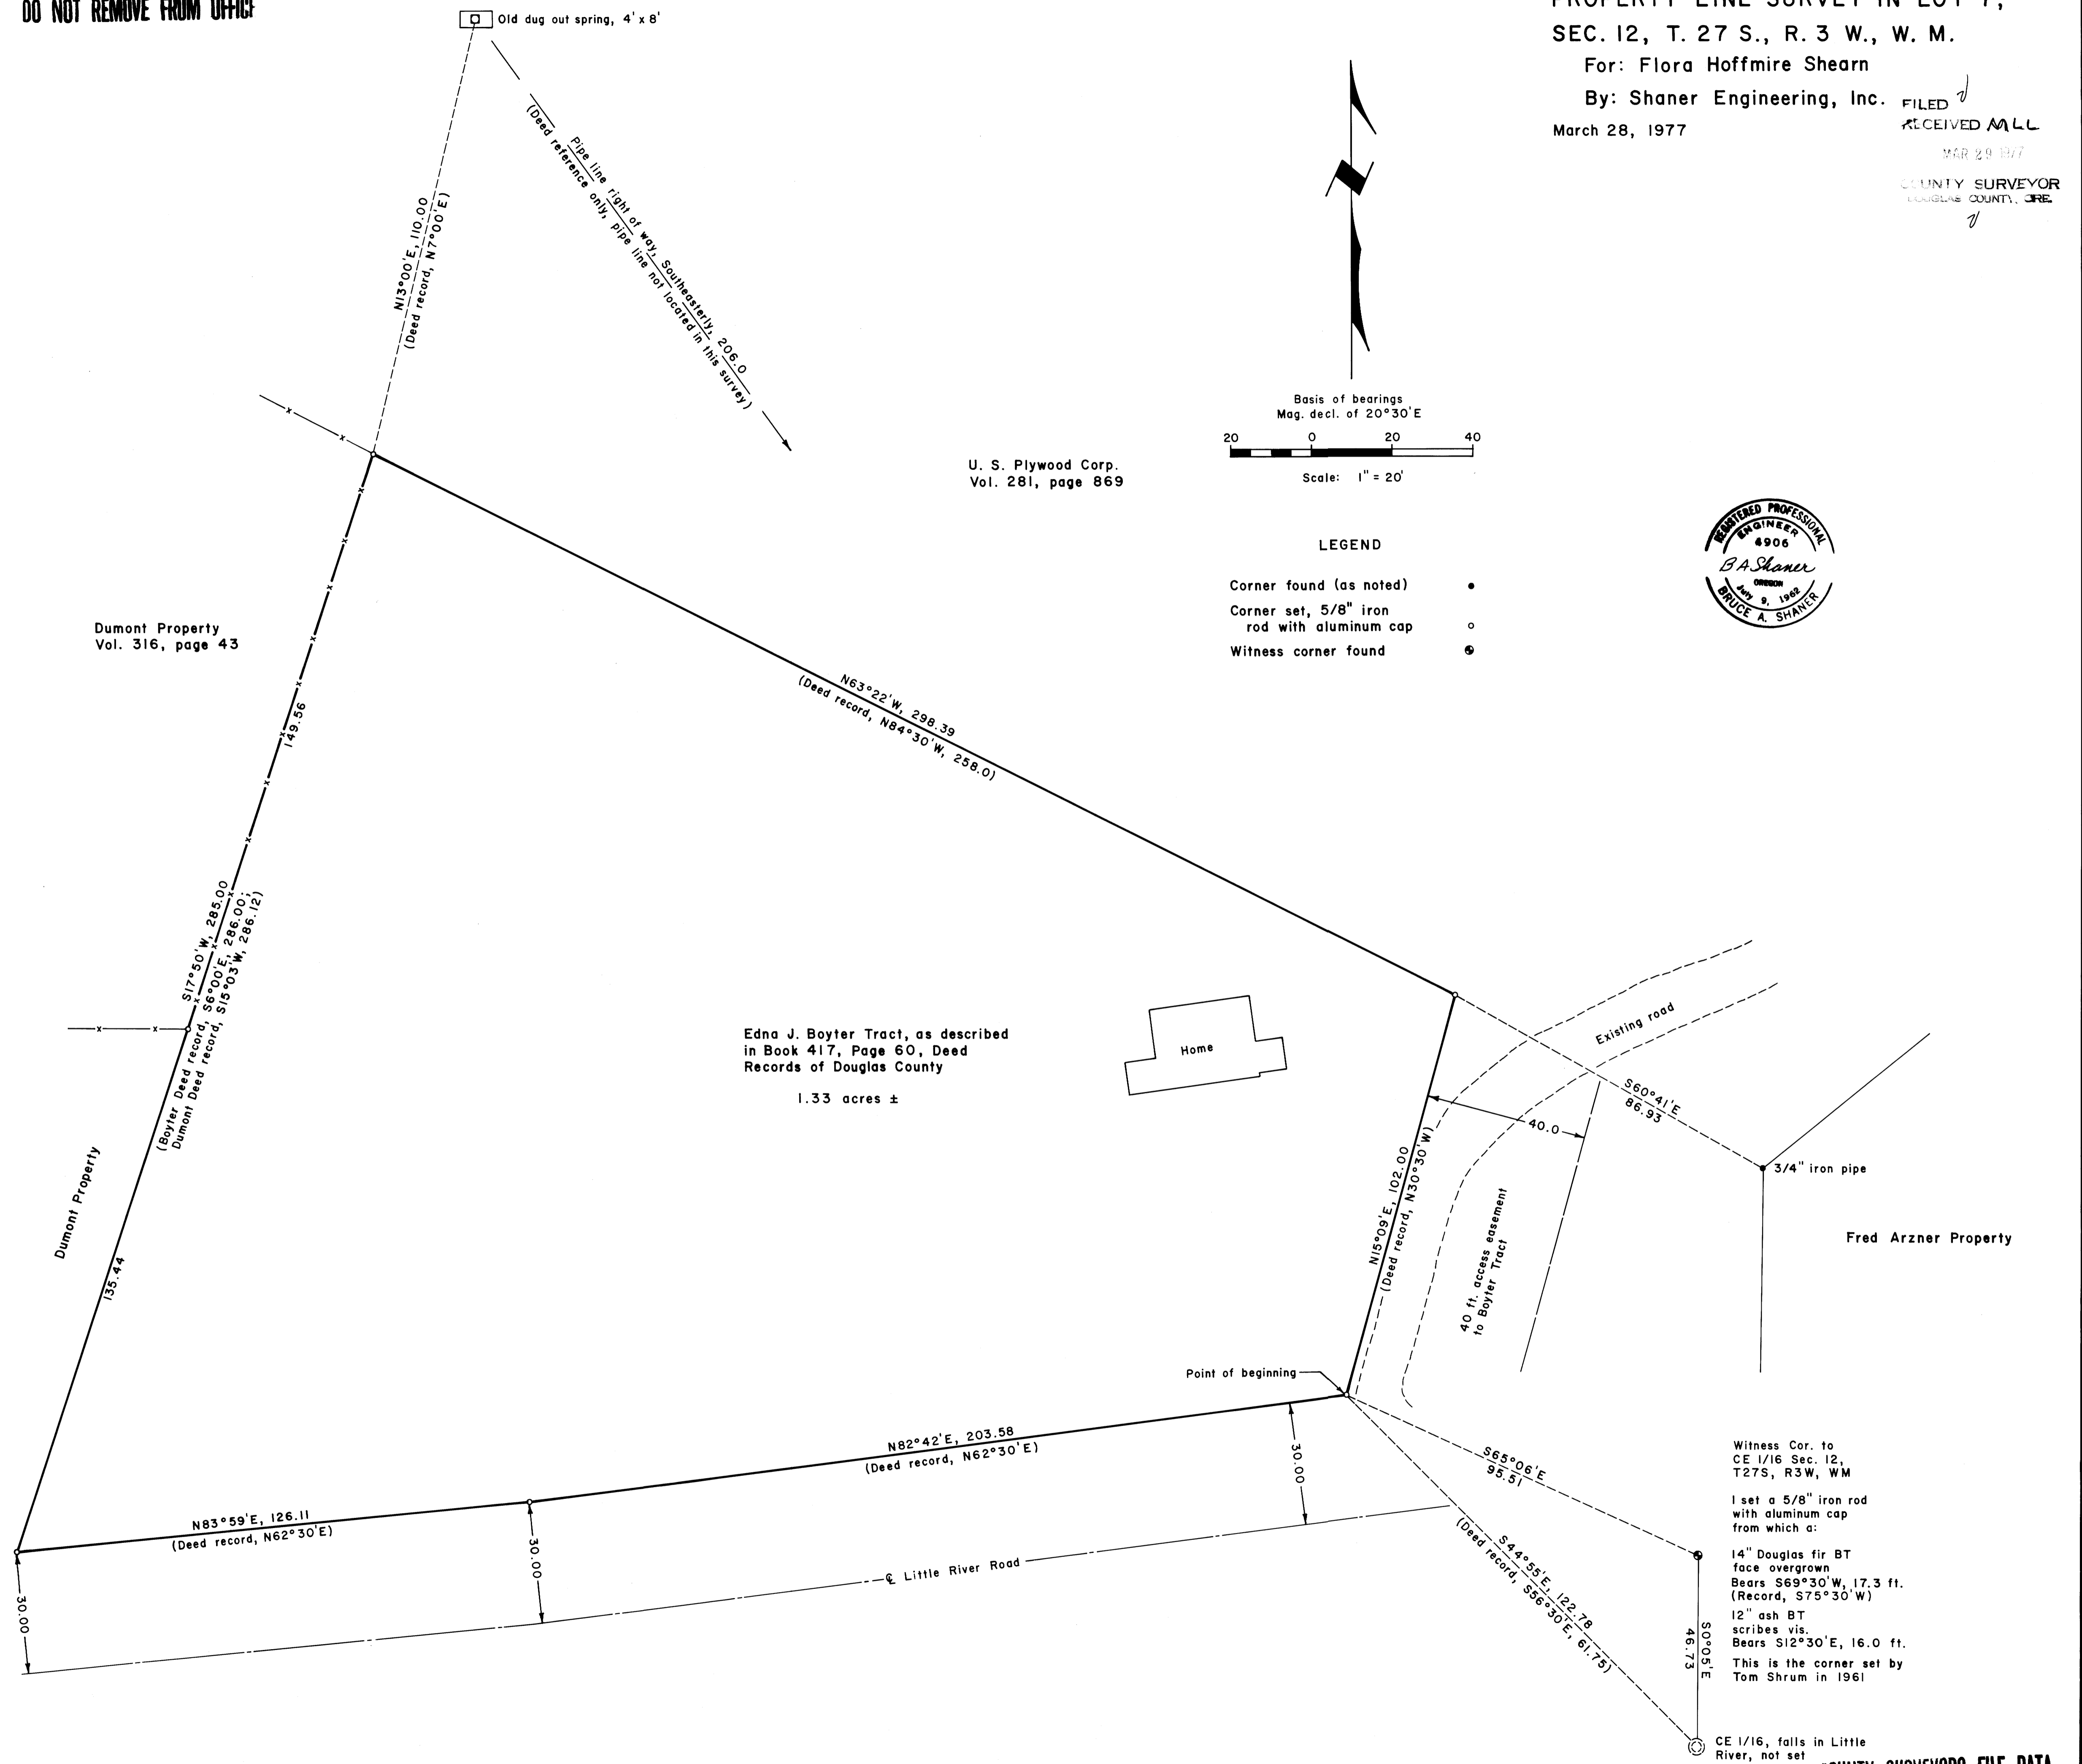 DO NOT REMOVE FROM OFFICE
Old dug out spring, 4' x 8'
PROPERTY LINE SURVEY IN LOT 7,
SEC. 12, T. 27 S., R. 3 W., W. M.
For: Flora Hoffmire Shearn
By: Shaner Engineering, Inc.
March 28, 1977
FILED
RECEIVED MLL
MAR 29 1977
COUNTY SURVEYOR
DOUGLAS COUNTY, ORE.
Pipe line right of way, Southeasterly, 206.0
(Deed reference only, pipe line not located in this survey)
N13°00'E, 110.00
(Deed record, N7°00'E)
Basis of bearings
Mag. decl. of 20°30'E
20 0 20 40
Scale: 1" = 20'
U. S. Plywood Corp.
Vol. 281, page 869
LEGEND
Corner found (as noted)
Corner set, 5/8" iron
rod with aluminum cap
Witness corner found
REGISTERED PROFESSIONAL
ENGINEER
4906
B A Shaner
OREGON
July 9, 1962
BRUCE A. SHANER
Dumont Property
Vol. 316, page 43
149.56
N63°22'W, 298.39
(Deed record, N84°30'W, 258.0)
S17°50'W, 285.00
(Boyter Deed record, S6°00'E, 286.00;
Dumont Deed record, S15°03'W, 286.12)
Edna J. Boyter Tract, as described
in Book 417, Page 60, Deed
Records of Douglas County
1.33 acres ±
Home
Existing road
S60°41'E
86.93
40.0
3/4" iron pipe
N15°09'E, 102.00
(Deed record, N30°30'W)
40 ft. access easement
to Boyter Tract
Fred Arzner Property
Dumont Property
135.44
Point of beginning
N82°42'E, 203.58
(Deed record, N62°30'E)
30.00
N83°59'E, 126.11
(Deed record, N62°30'E)
30.00
30.00
℄ Little River Road
S65°06'E
95.51
S44°55'E, 122.78
(Deed record, S56°30'E, 61.75)
S0°05'E
46.73
Witness Cor. to
CE 1/16 Sec. 12,
T27S, R3W, WM
I set a 5/8" iron rod
with aluminum cap
from which a:
14" Douglas fir BT
face overgrown
Bears S69°30'W, 17.3 ft.
(Record, S75°30'W)
12" ash BT
scribes vis.
Bears S12°30'E, 16.0 ft.
This is the corner set by
Tom Shrum in 1961
CE 1/16, falls in Little
River, not set
COUNTY SURVEYORS FILE DATA